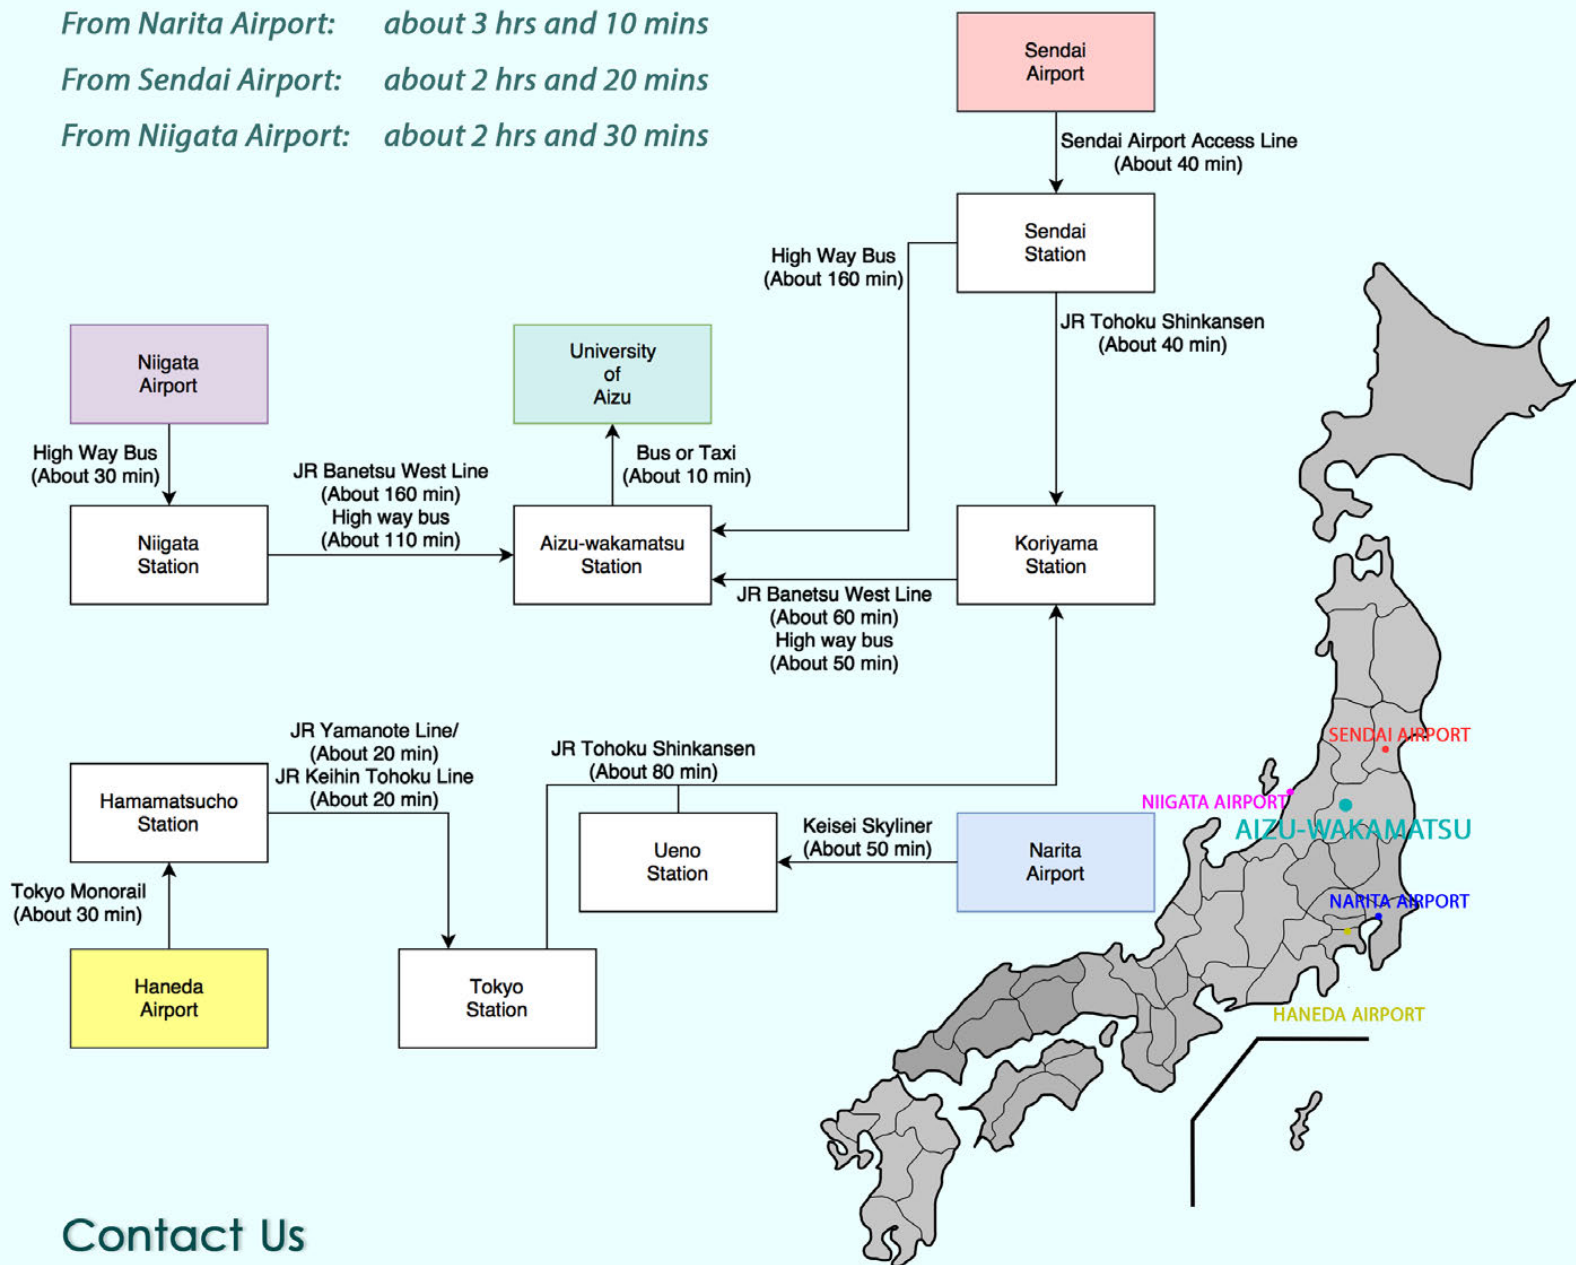 From Narita Airport: about 3 hrs and 10 mins
From Sendai Airport: about 2 hrs and 20 mins
From Niigata Airport: about 2 hrs and 30 mins
Sendai
Airport
Sendai Airport Access Line
(About 40 min)
Sendai
Station
High Way Bus
(About 160 min)
JR Tohoku Shinkansen
(About 40 min)
Niigata
Airport
University
of
Aizu
High Way Bus
(About 30 min)
JR Banetsu West Line
(About 160 min)
High way bus
(About 110 min)
Bus or Taxi
(About 10 min)
Niigata
Station
Aizu-wakamatsu
Station
Koriyama
Station
JR Banetsu West Line
(About 60 min)
High way bus
(About 50 min)
JR Yamanote Line/
(About 20 min)
JR Keihin Tohoku Line
(About 20 min)
JR Tohoku Shinkansen
(About 80 min)
Hamamatsucho
Station
Ueno
Station
Keisei Skyliner
(About 50 min)
Narita
Airport
Tokyo Monorail
(About 30 min)
Haneda
Airport
Tokyo
Station
SENDAI AIRPORT
NIIGATA AIRPORT
AIZU-WAKAMATSU
NARITA AIRPORT
HANEDA AIRPORT
Contact Us